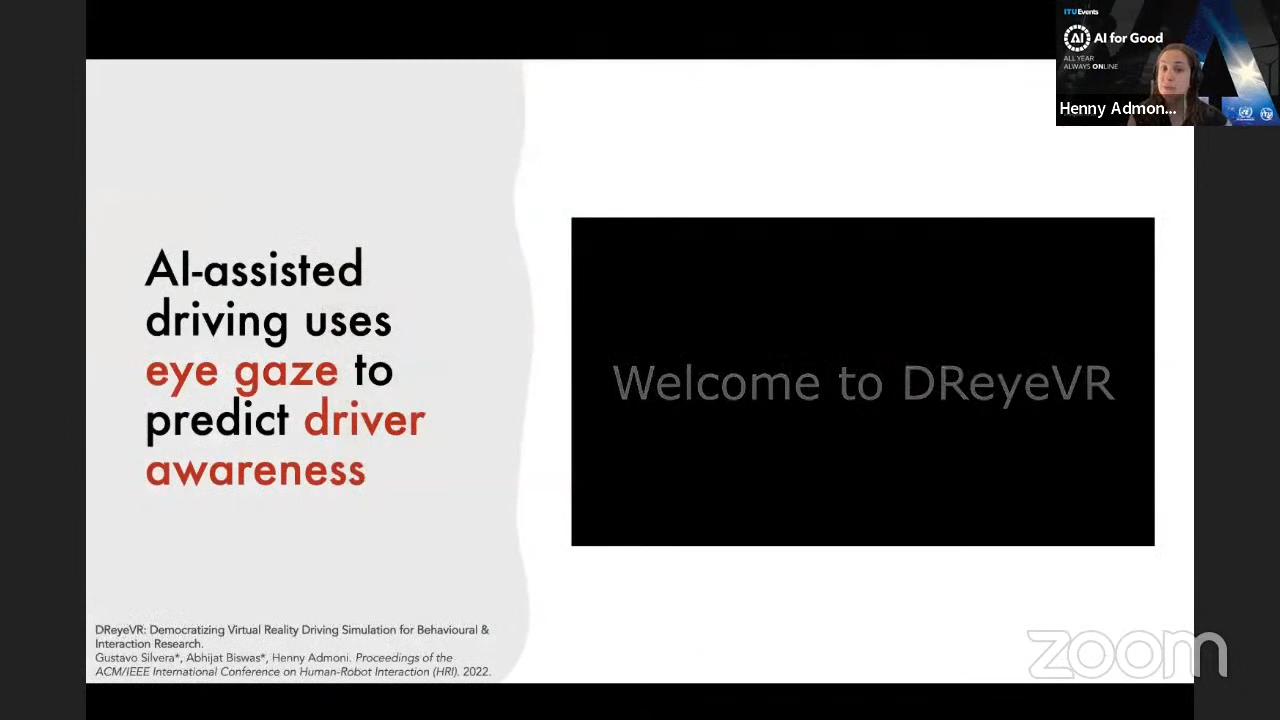 ITUEvents
AI
AI for Good
ALL YEAR
ALWAYS ONLINE
Henny Admon...
AI-assisted
driving uses
eye gaze to
predict driver
awareness
Welcome to DReyeVR
DReyeVR: Democratizing Virtual Reality Driving Simulation for Behavioural &
Interaction Research.
Gustavo Silvera*, Abhijat Biswas*, Henny Admoni. Proceedings of the
ACM/IEEE International Conference on Human-Robot Interaction (HRI). 2022.
zoom